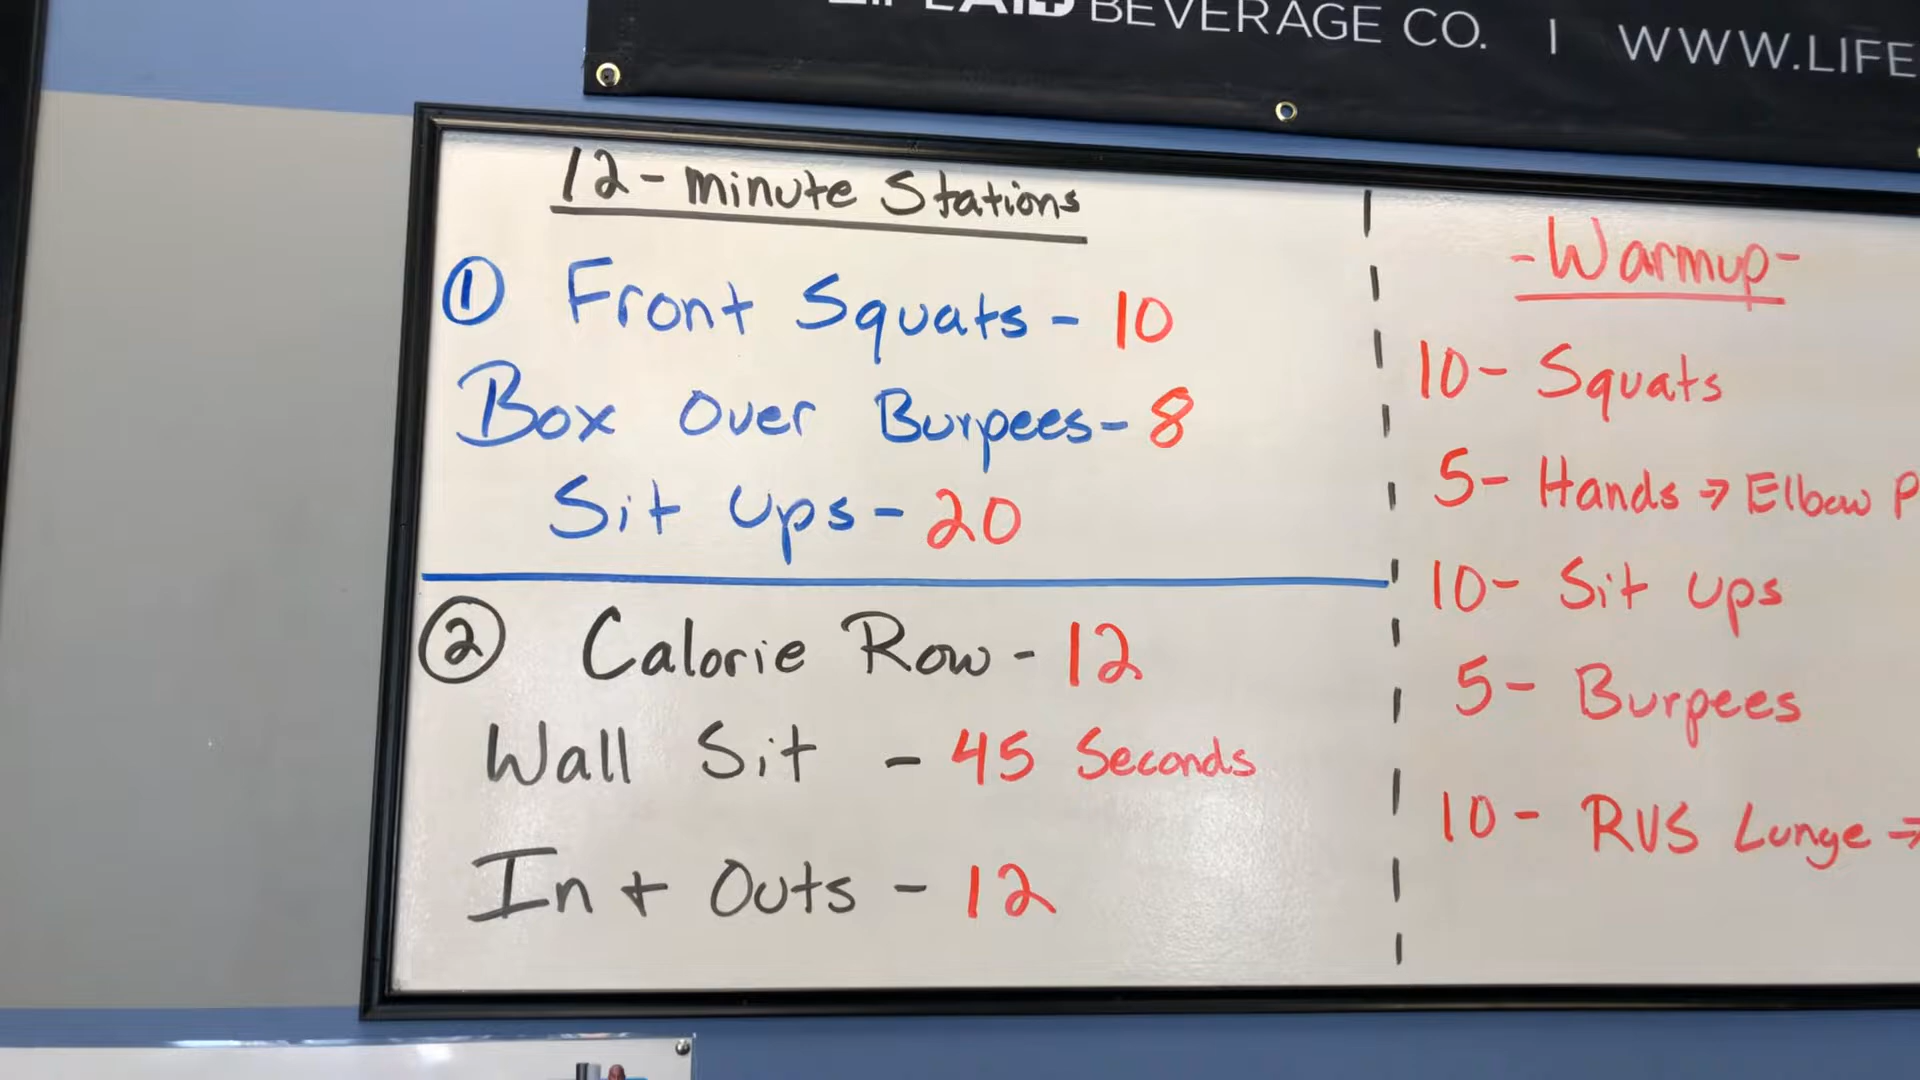 LIFEAID BEVERAGE CO. | WWW.LIFE
12-minute Stations
① Front Squats - 10
Box Over Burpees - 8
Sit Ups - 20
② Calorie Row - 12
Wall Sit - 45 Seconds
In + Outs - 12
-Warmup-
10- Squats
5- Hands → Elbow P
10- Sit Ups
5- Burpees
10- RVS Lunge →